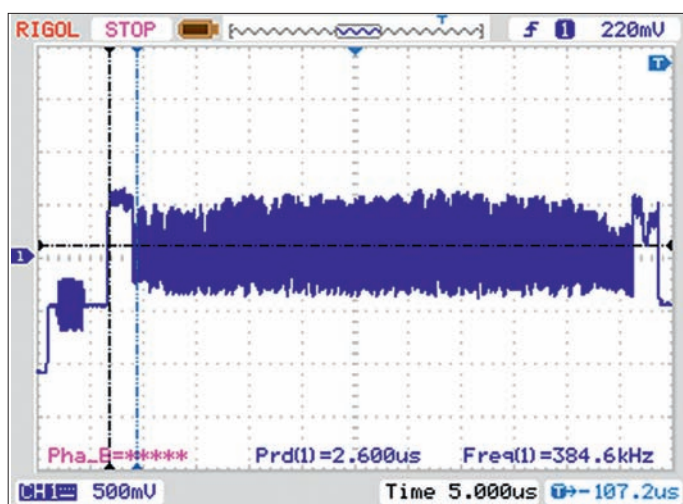 RIGOL STOP T 1 220mV
T
1
Pha_B=***** Prd(1)=2.600us Freq(1)=384.6kHz
CH1 500mV Time 5.000us T→-107.2us